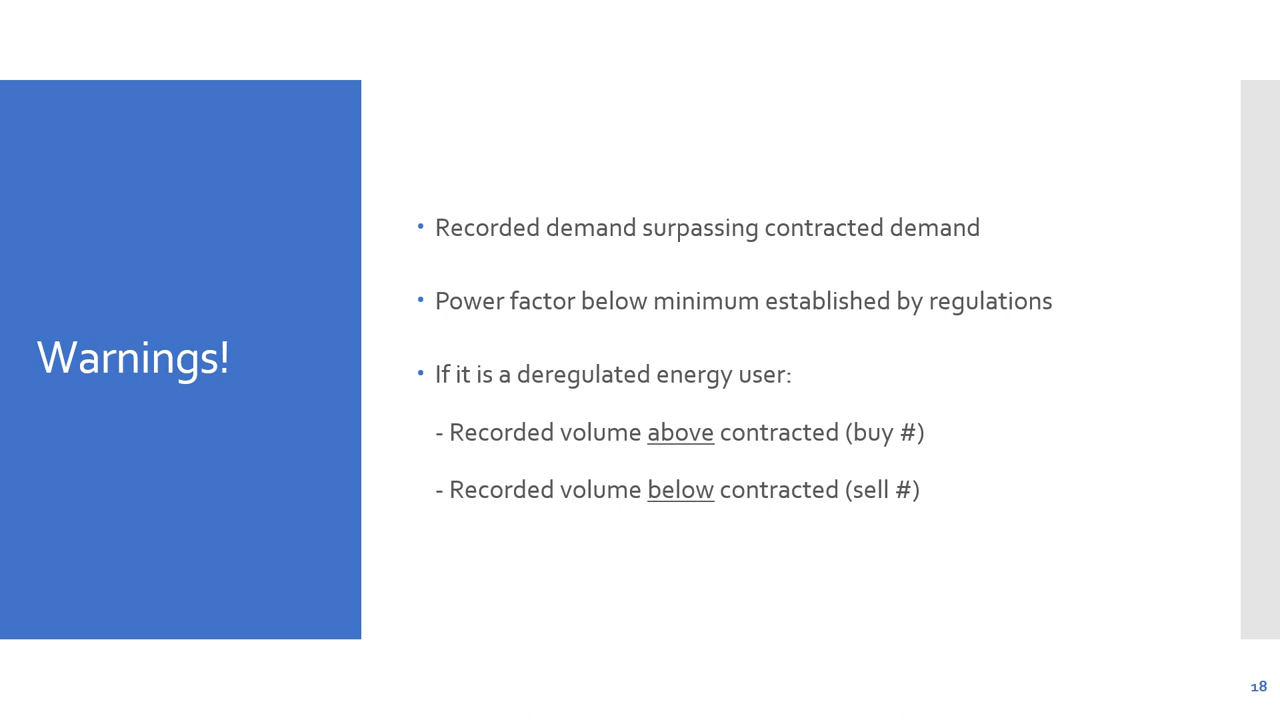 Warnings!
• Recorded demand surpassing contracted demand
• Power factor below minimum established by regulations
• If it is a deregulated energy user:
- Recorded volume above contracted (buy #)
- Recorded volume below contracted (sell #)
18